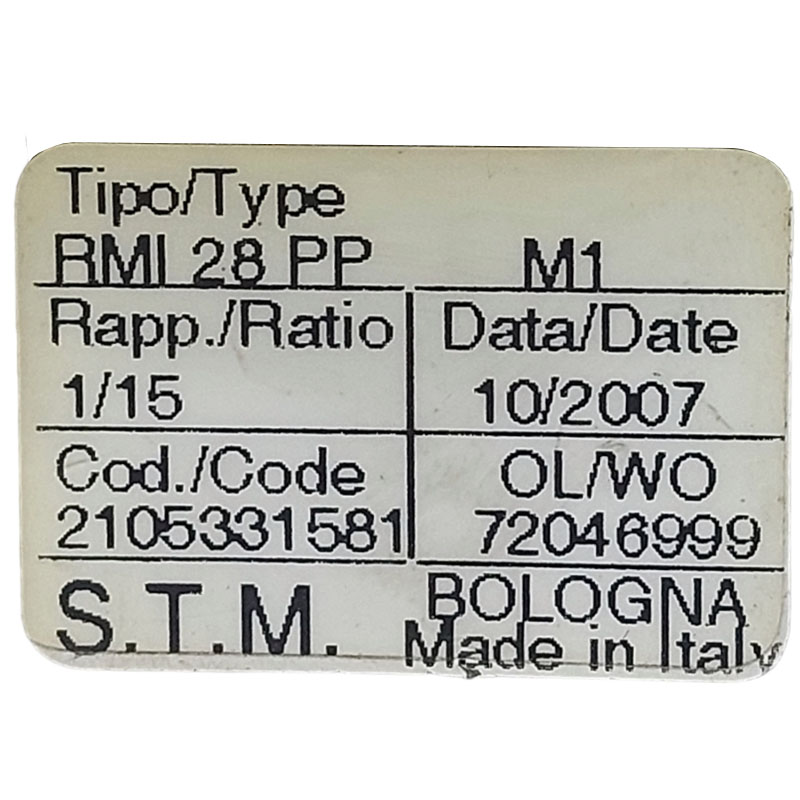 Tipo/Type
RMI 28 PP M1
Rapp./Ratio Data/Date
1/15 10/2007
Cod./Code OL/WO
2105331581 72046999
S.T.M. BOLOGNA
Made in Italy